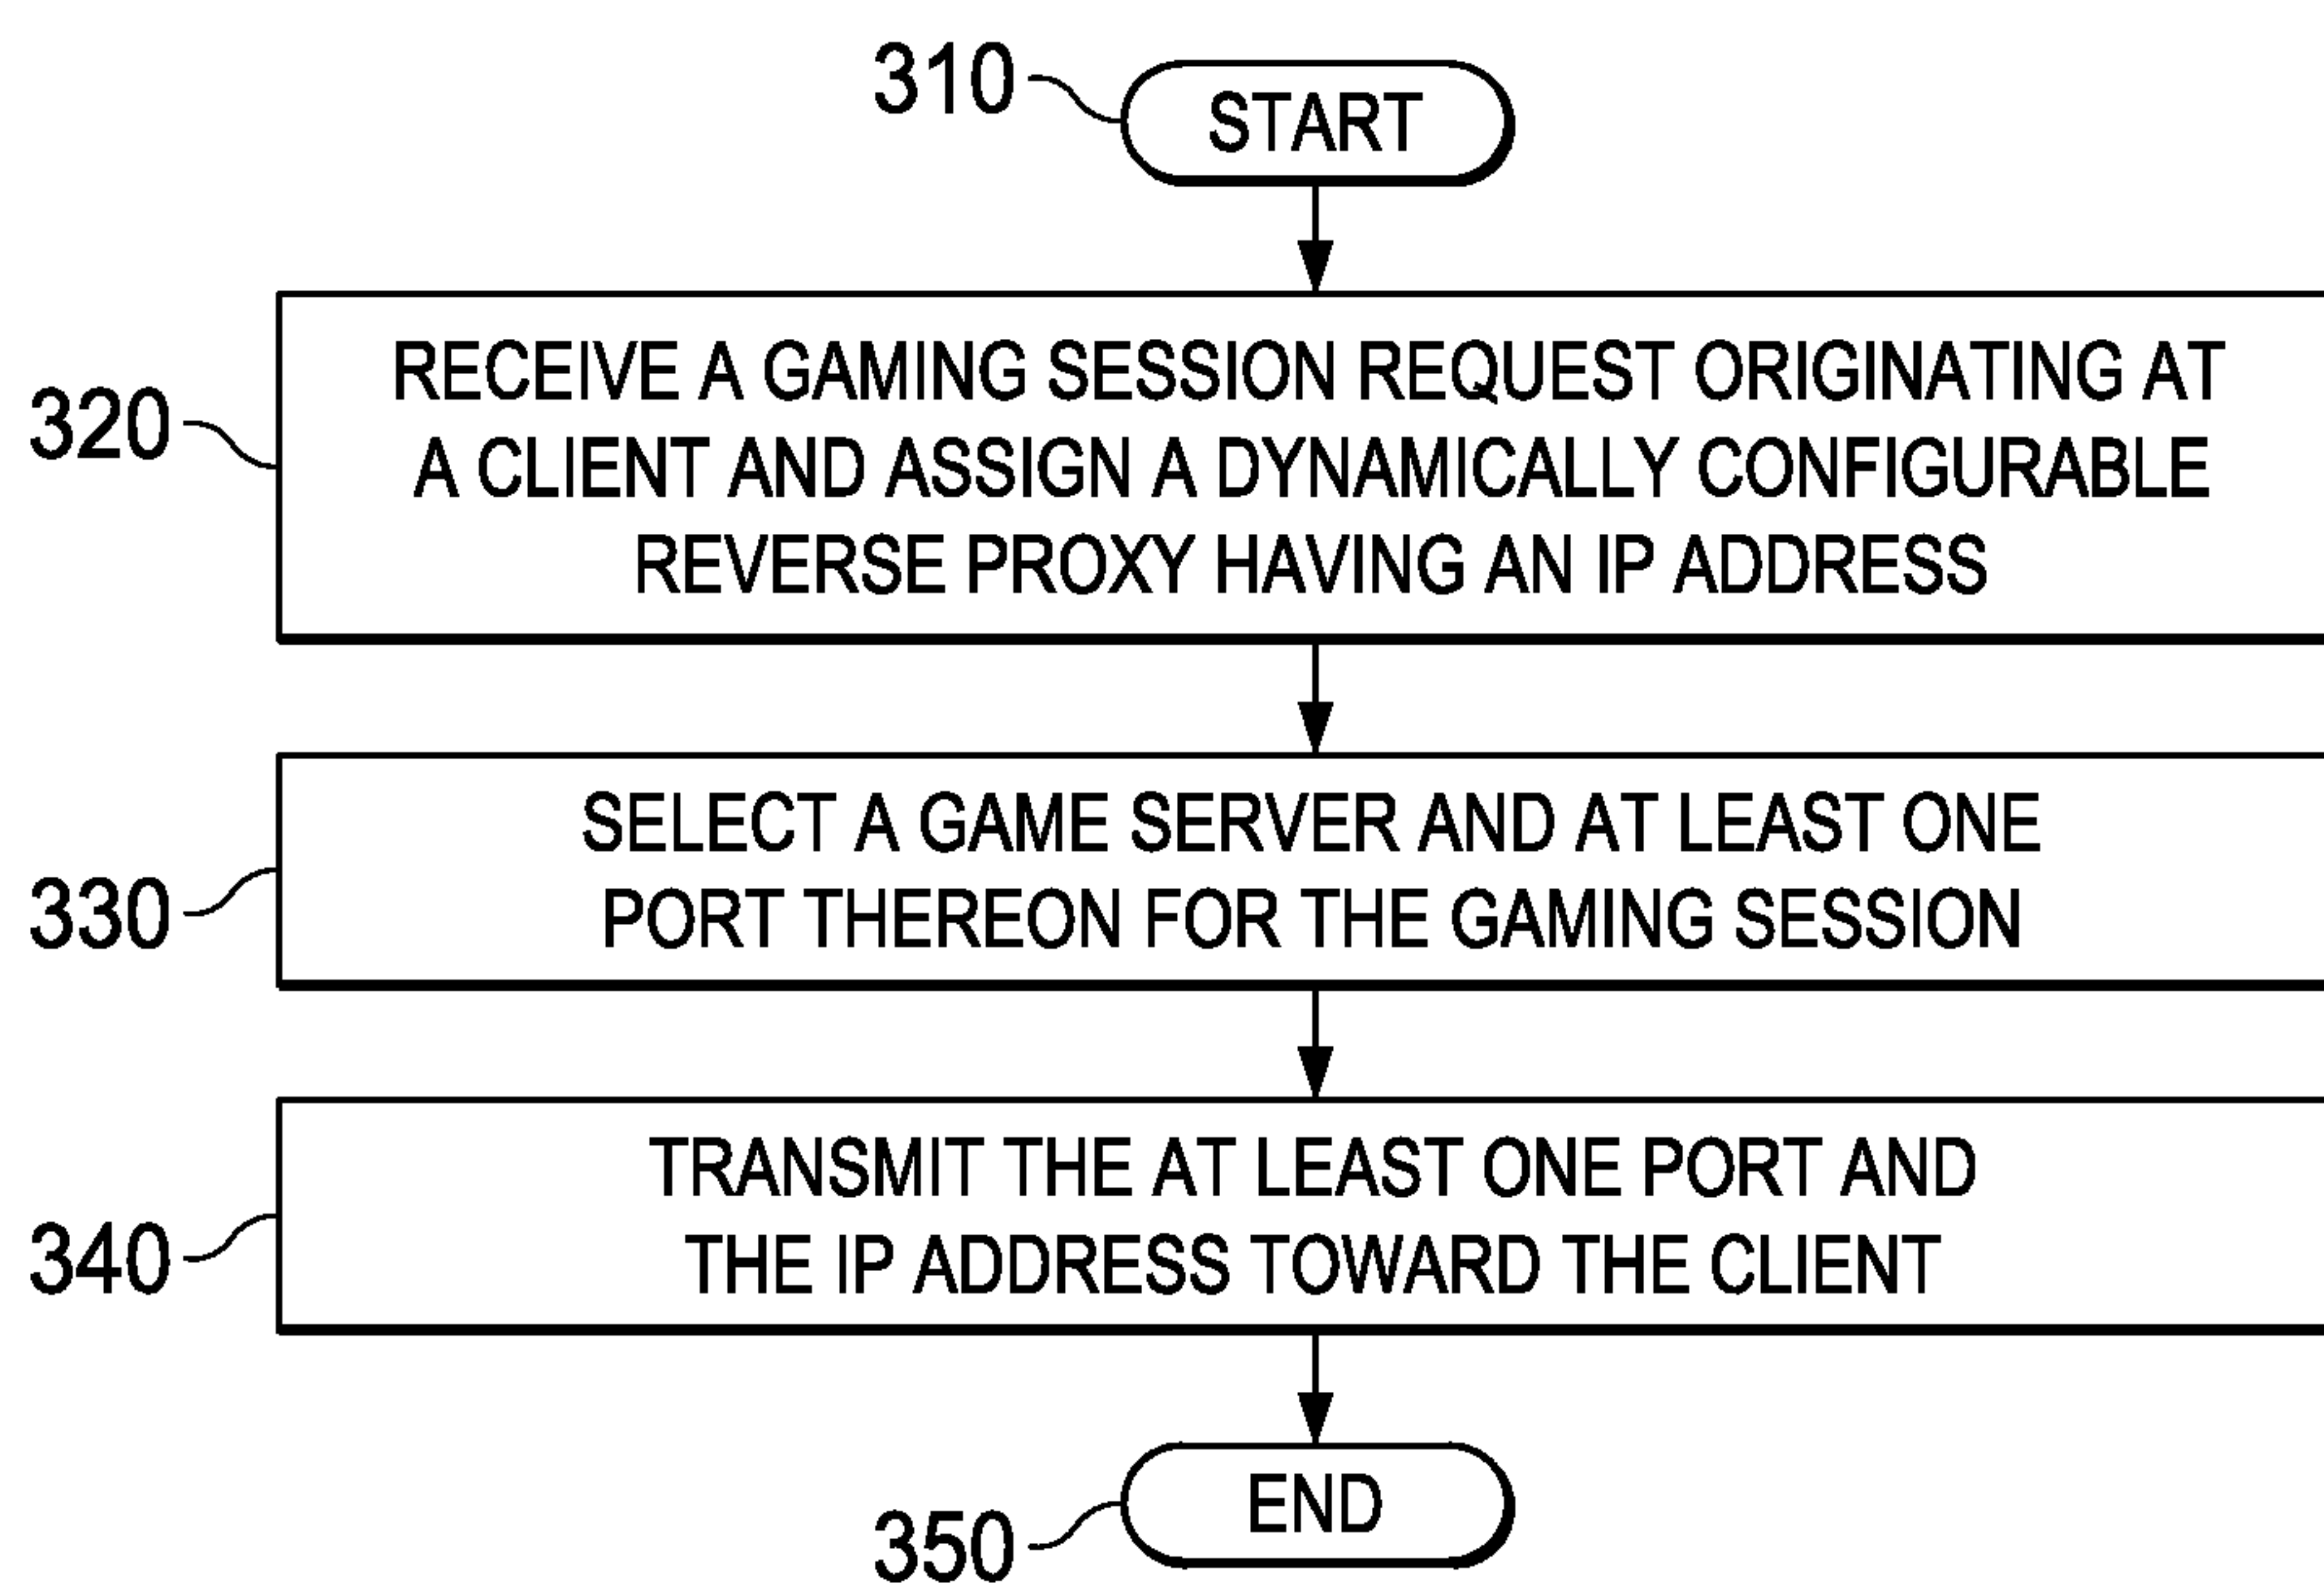 310
START
320
RECEIVE A GAMING SESSION REQUEST ORIGINATING AT
A CLIENT AND ASSIGN A DYNAMICALLY CONFIGURABLE
REVERSE PROXY HAVING AN IP ADDRESS
330
SELECT A GAME SERVER AND AT LEAST ONE
PORT THEREON FOR THE GAMING SESSION
340
TRANSMIT THE AT LEAST ONE PORT AND
THE IP ADDRESS TOWARD THE CLIENT
350
END